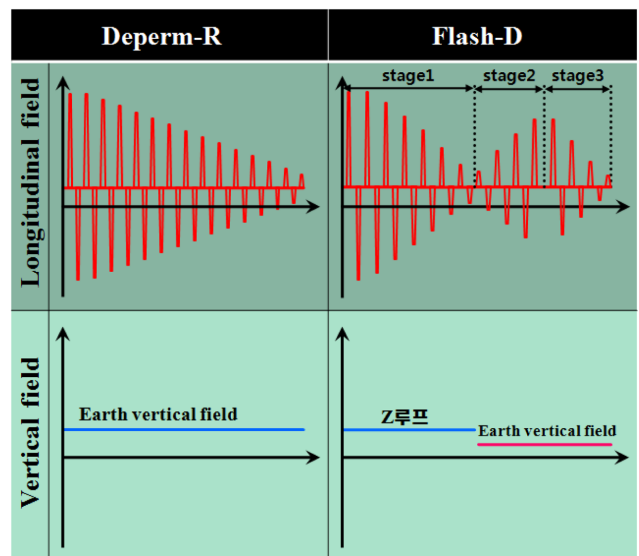 Deperm-R
Flash-D
Longitudinal field
stage1
stage2
stage3
Vertical field
Earth vertical field
Z루프
Earth vertical field